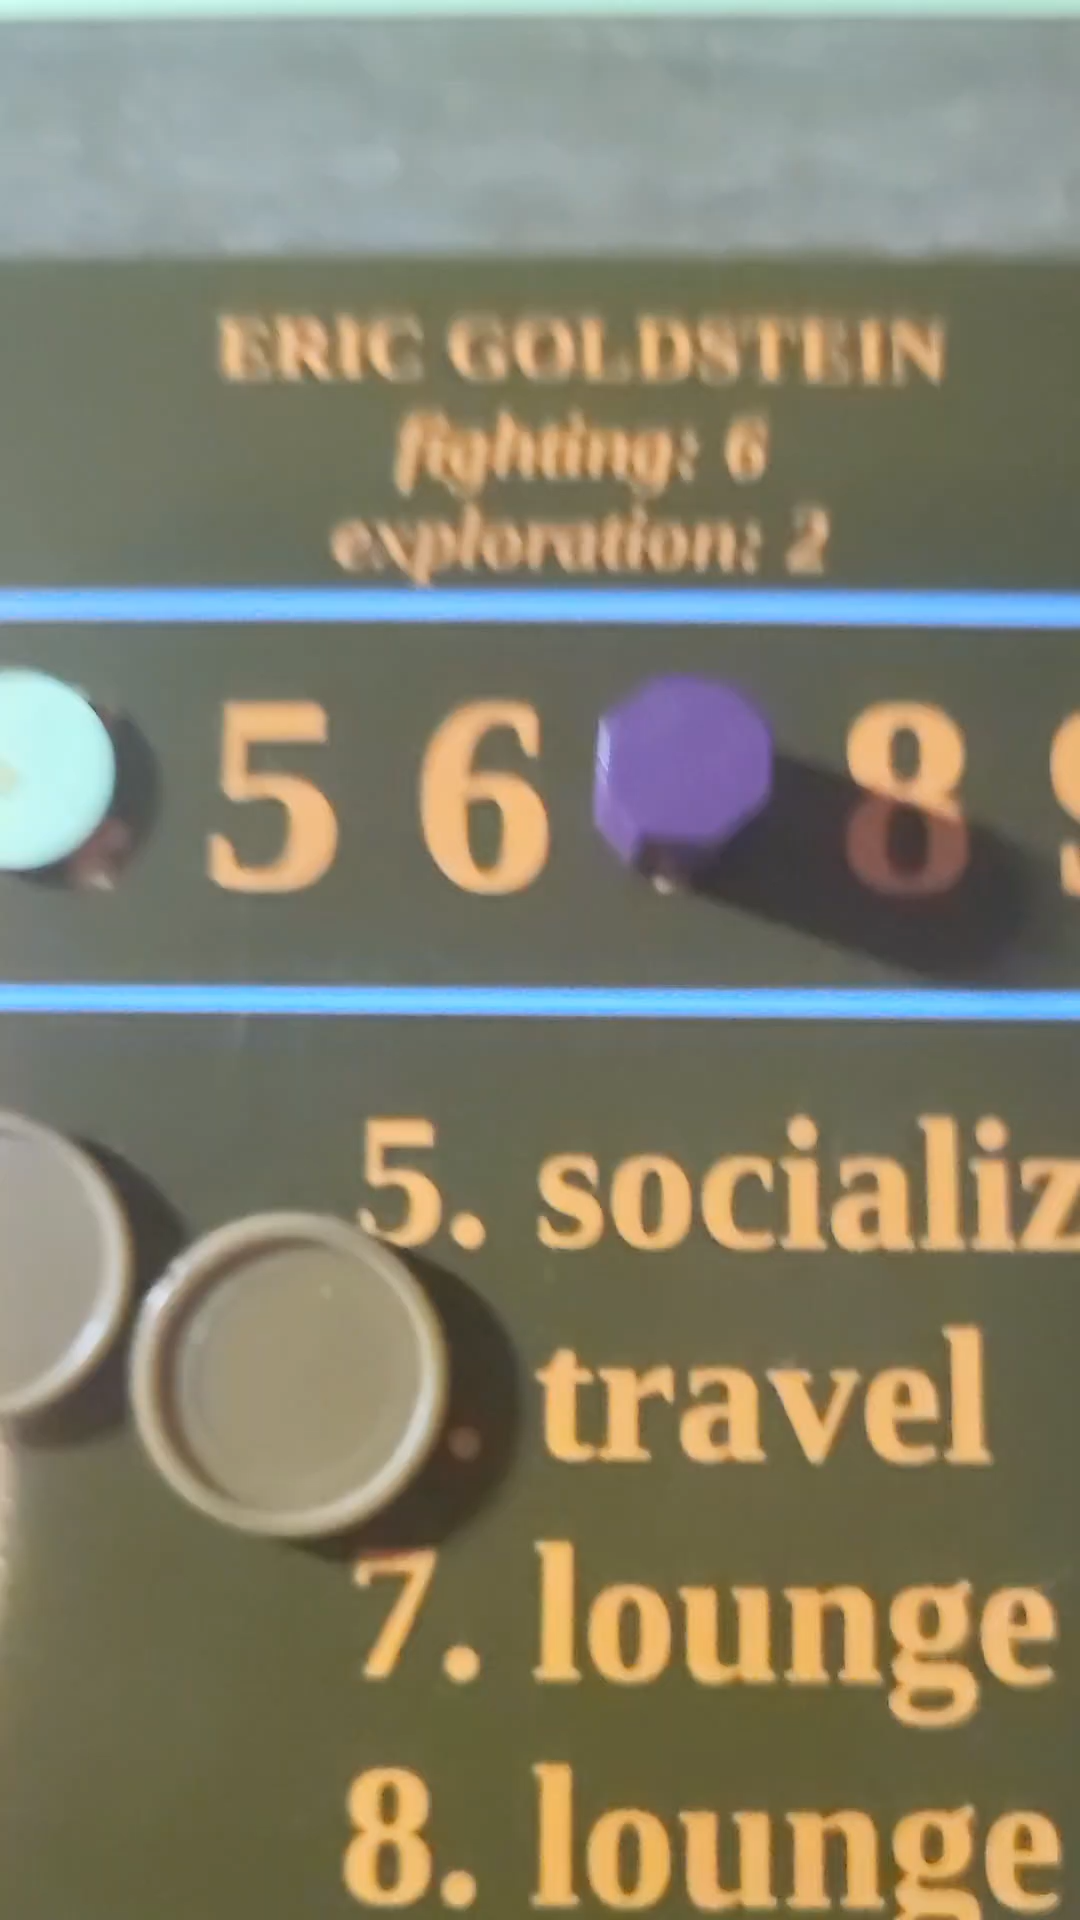 ERIC GOLDSTEIN
fighting: 6
exploration: 2
5 6 8
5. socializ
travel
7. lounge
8. lounge